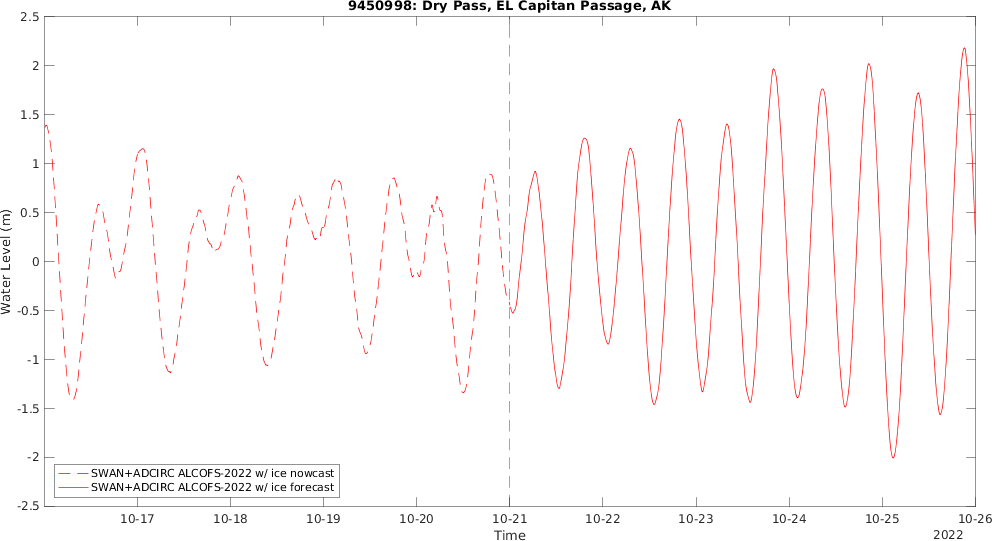 9450998: Dry Pass, EL Capitan Passage, AK
2.5
2
1.5
1
0.5
0
-0.5
-1
-1.5
-2
-2.5
Water Level (m)
SWAN+ADCIRC ALCOFS-2022 w/ ice nowcast
SWAN+ADCIRC ALCOFS-2022 w/ ice forecast
10-17 10-18 10-19 10-20 10-21 10-22 10-23 10-24 10-25 10-26
Time
2022